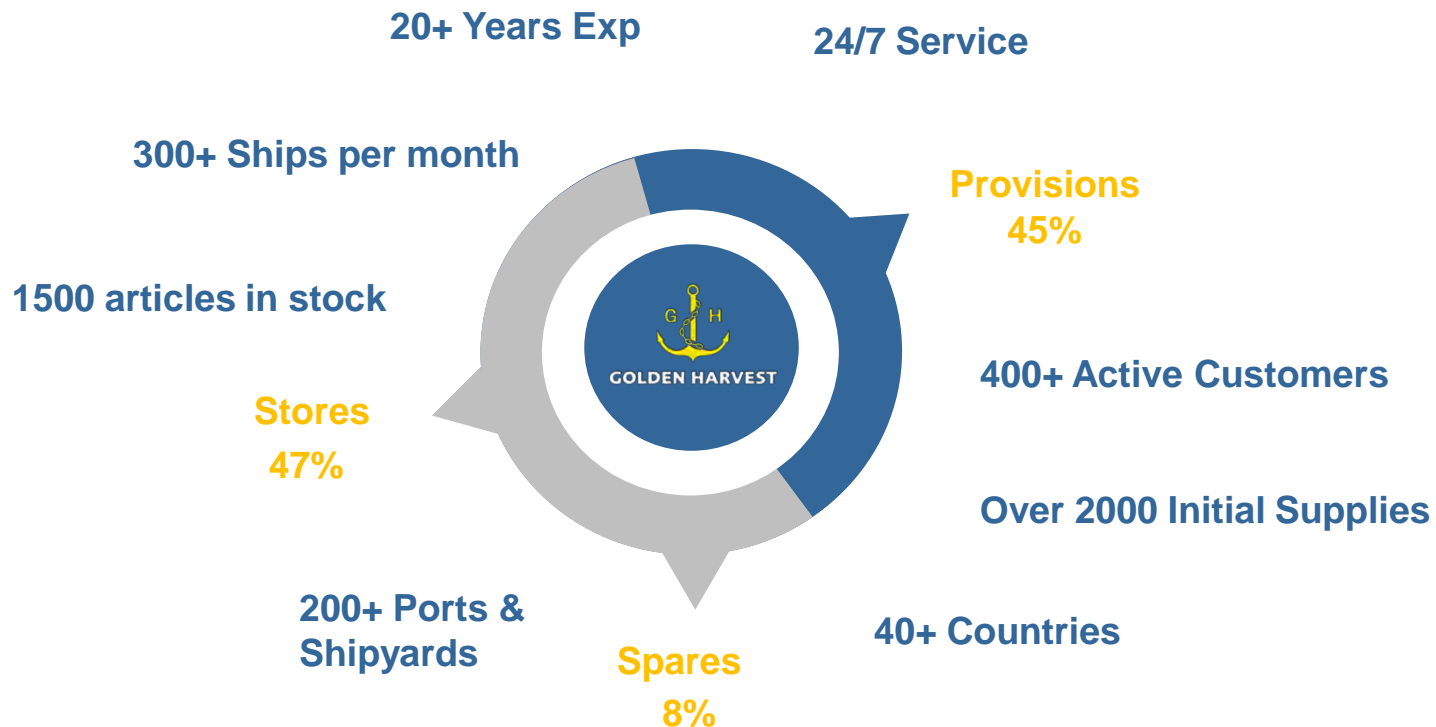 20+ Years Exp
24/7 Service
300+ Ships per month
Provisions
45%
1500 articles in stock
G H
GOLDEN HARVEST
400+ Active Customers
Stores
47%
Over 2000 Initial Supplies
200+ Ports &
Shipyards
40+ Countries
Spares
8%